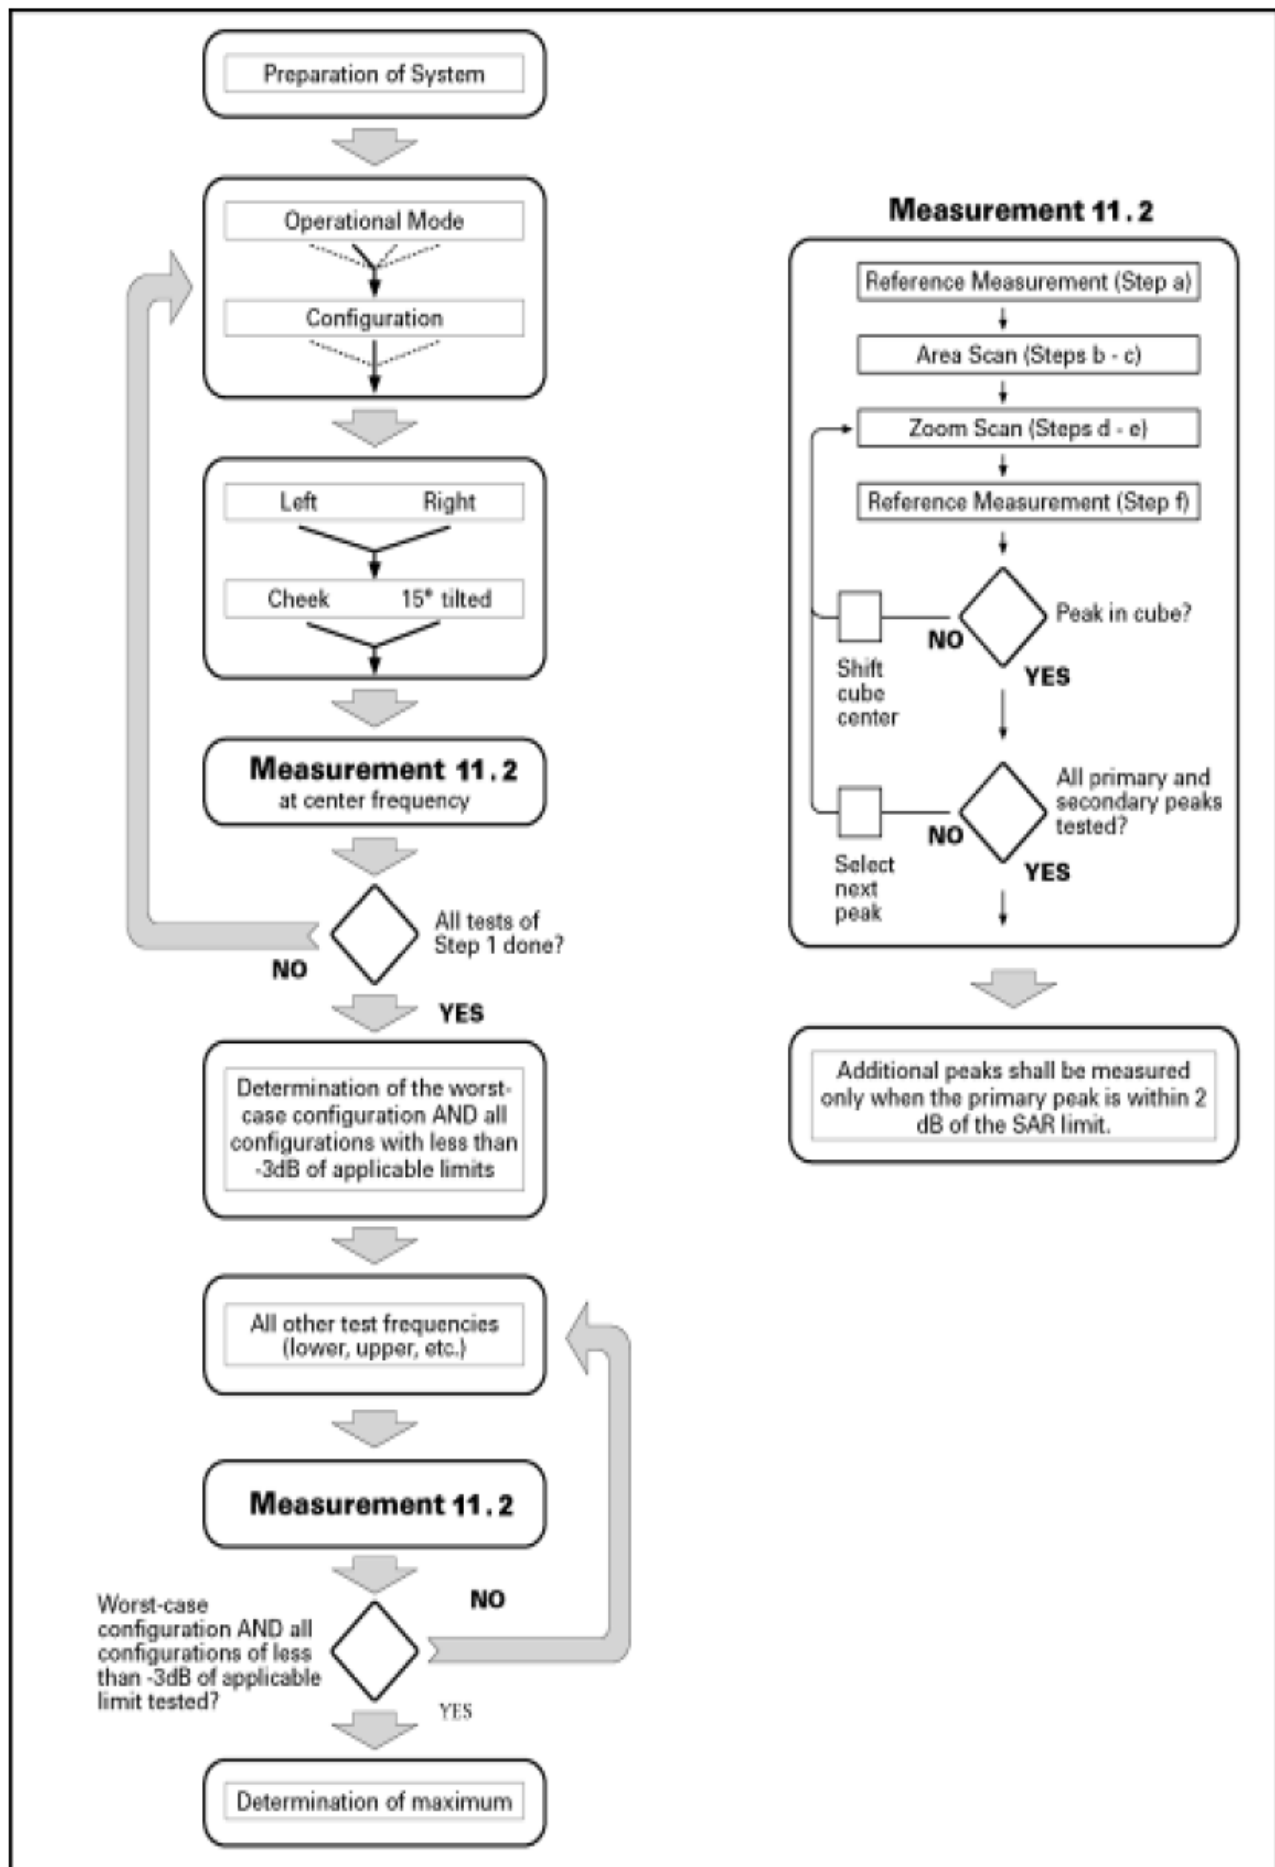 Preparation of System
Operational Mode
Configuration
Left Right
Cheek 15° tilted
Measurement 11.2
at center frequency
All tests of
Step 1 done?
NO
YES
Determination of the worst-
case configuration AND all
configurations with less than
-3dB of applicable limits
All other test frequencies
(lower, upper, etc.)
Measurement 11.2
NO
Worst-case
configuration AND all
configurations of less
than -3dB of applicable
limit tested?
YES
Determination of maximum
Measurement 11.2
Reference Measurement (Step a)
Area Scan (Steps b - c)
Zoom Scan (Steps d - e)
Reference Measurement (Step f)
Peak in cube?
NO
YES
Shift
cube
center
All primary and
secondary peaks
tested?
NO
YES
Select
next
peak
Additional peaks shall be measured
only when the primary peak is within 2
dB of the SAR limit.